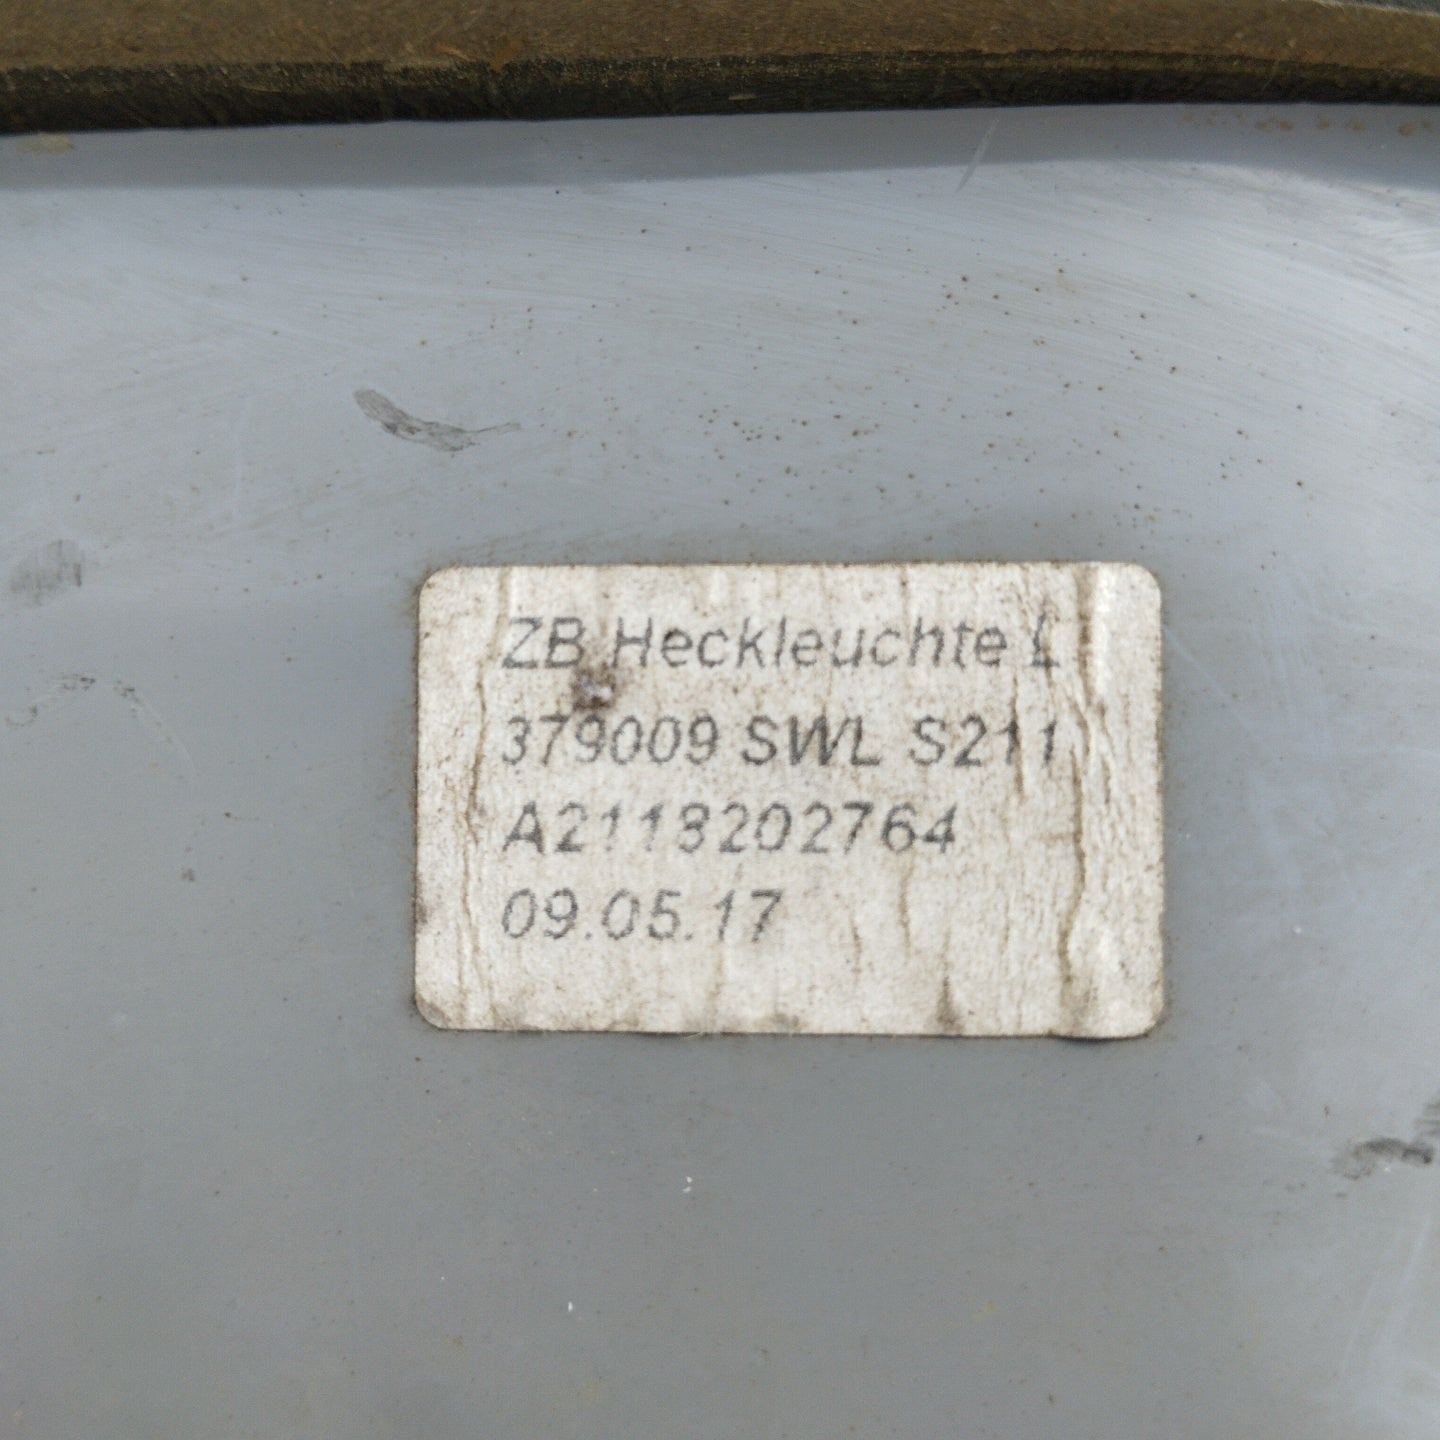 ZB Heckleuchte L
379009 SWL S211
A2118202764
09.05.17